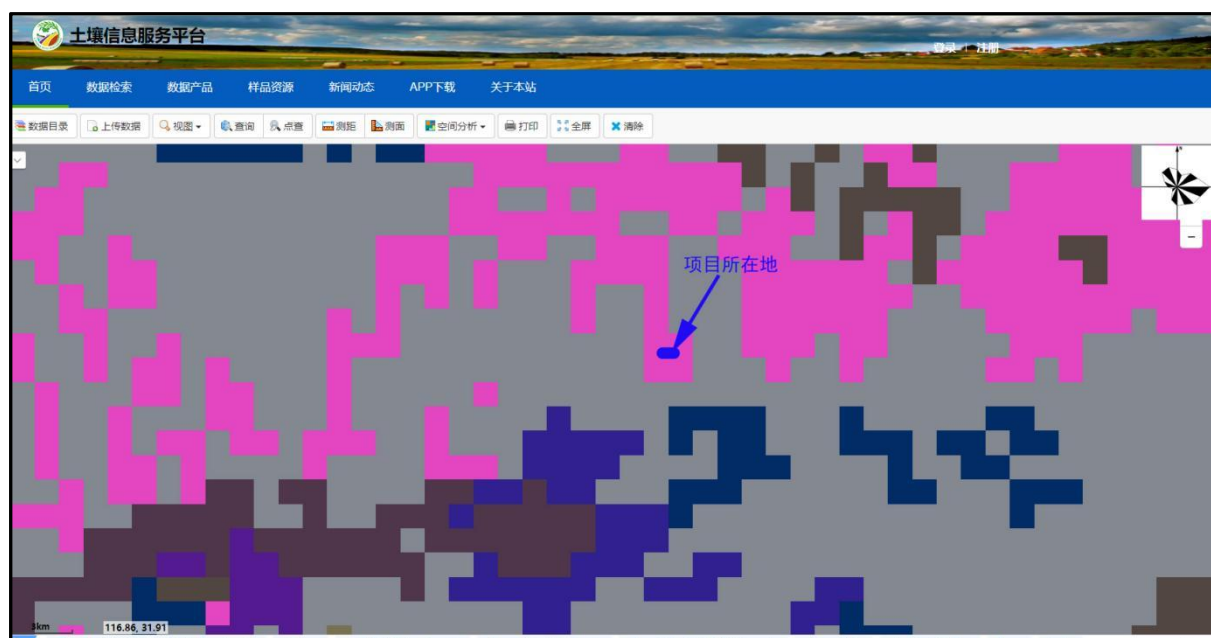 土壤信息服务平台
登录 | 注册
首页 数据检索 数据产品 样品资源 新闻动态 APP下载 关于本站
数据目录 上传数据 视图 查询 点查 测距 测面 空间分析 打印 全屏 清除
项目所在地
3km 116.86, 31.91